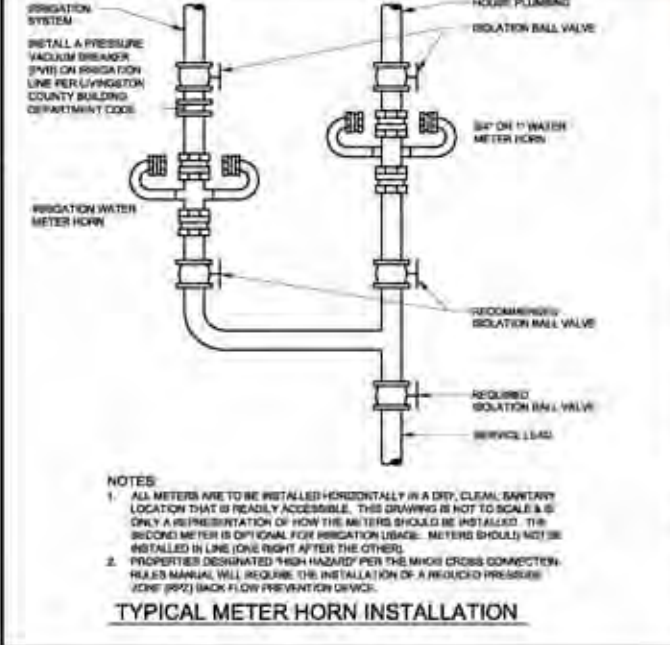 IRRIGATION
SYSTEM
INSTALL A PRESSURE
VACUUM BREAKER
(PVB) ON IRRIGATION
LINE PER LIVINGSTON
COUNTY BUILDING
DEPARTMENT CODE
IRRIGATION WATER
METER HORN
HOUSE PLUMBING
ISOLATION BALL VALVE
3/4" OR 1" WATER
METER HORN
RECOMMENDED
ISOLATION BALL VALVE
REQUIRED
ISOLATION BALL VALVE
SERVICE LEAD
NOTES:
1. ALL METERS ARE TO BE INSTALLED HORIZONTALLY IN A DRY, CLEAN, SANITARY
LOCATION THAT IS READILY ACCESSIBLE. THIS DRAWING IS NOT TO SCALE & IS
ONLY A REPRESENTATION OF HOW THE METERS SHOULD BE INSTALLED. THE
SECOND METER IS OPTIONAL FOR IRRIGATION USAGE. METERS SHOULD NOT BE
INSTALLED IN LINE (ONE RIGHT AFTER THE OTHER).
2. PROPERTIES DESIGNATED "HIGH HAZARD" PER THE CROSS CONNECTION
RULES MANUAL WILL REQUIRE THE INSTALLATION OF A REDUCED PRESSURE
ZONE (RPZ) BACK FLOW PREVENTION DEVICE.
TYPICAL METER HORN INSTALLATION